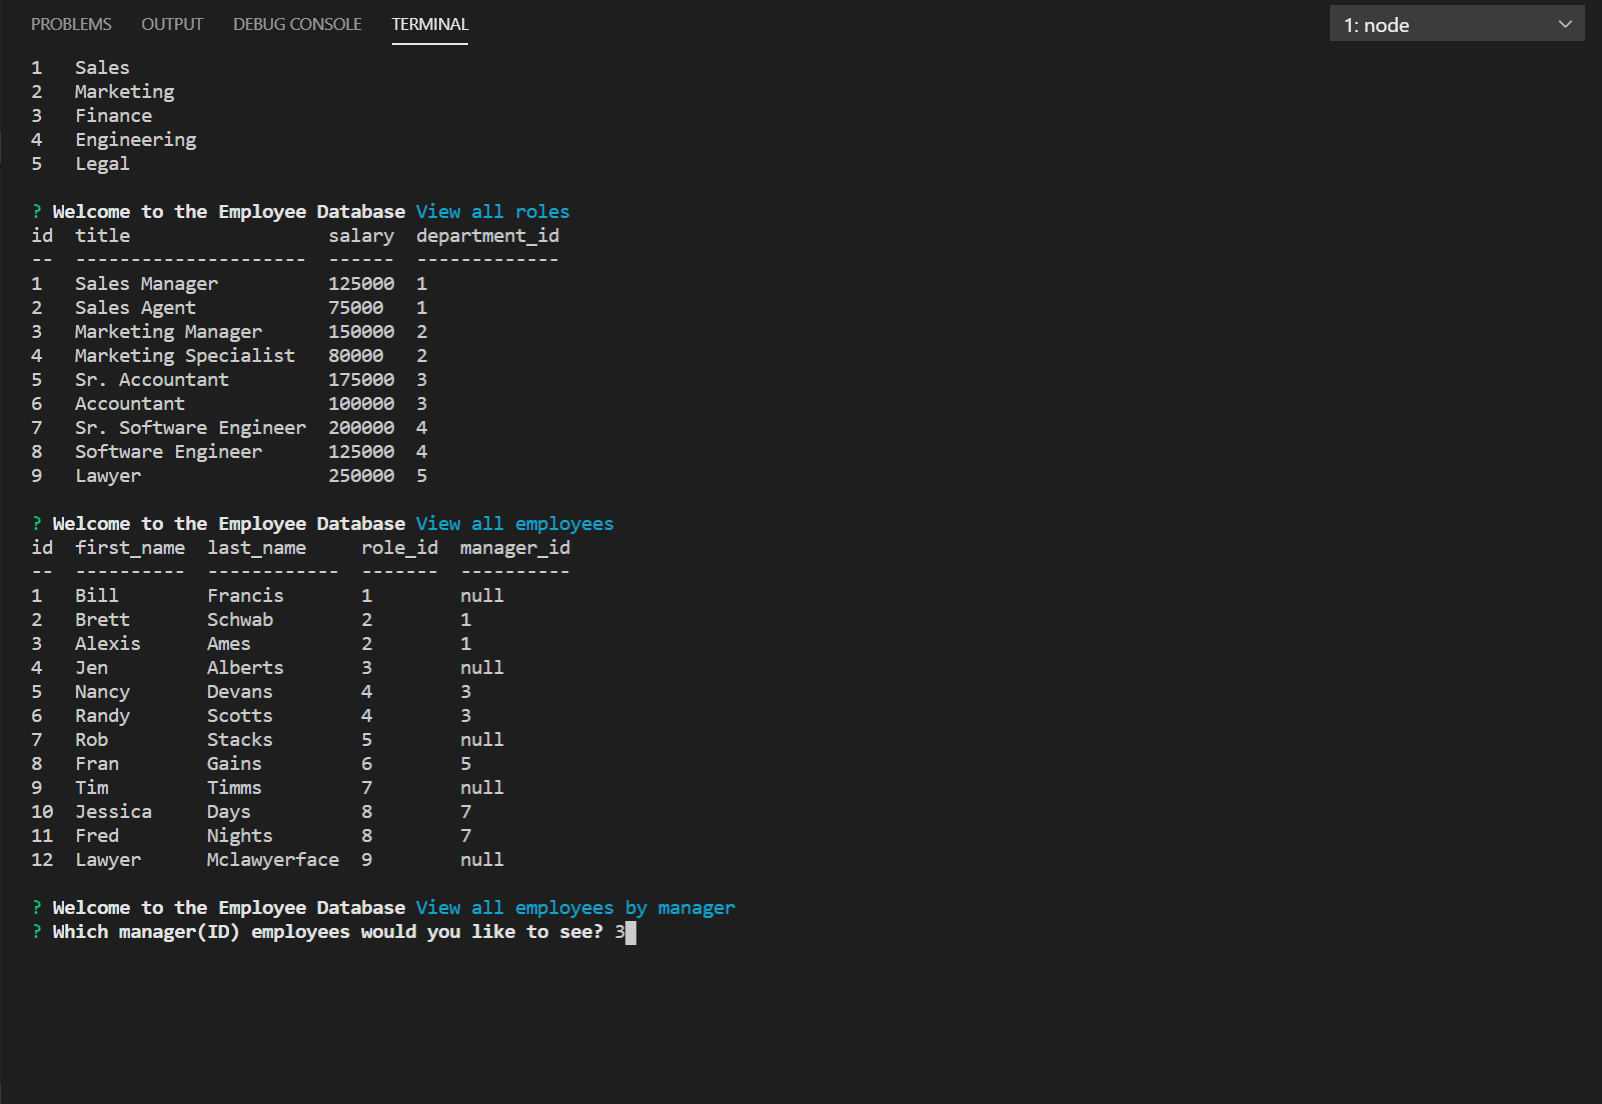 PROBLEMS OUTPUT DEBUG CONSOLE TERMINAL 1: node
1 Sales
2 Marketing
3 Finance
4 Engineering
5 Legal
? Welcome to the Employee Database View all roles
id title salary department_id
-- --------------------- ------ -------------
1 Sales Manager 125000 1
2 Sales Agent 75000 1
3 Marketing Manager 150000 2
4 Marketing Specialist 80000 2
5 Sr. Accountant 175000 3
6 Accountant 100000 3
7 Sr. Software Engineer 200000 4
8 Software Engineer 125000 4
9 Lawyer 250000 5
? Welcome to the Employee Database View all employees
id first_name last_name role_id manager_id
-- ---------- ------------ ------- ----------
1 Bill Francis 1 null
2 Brett Schwab 2 1
3 Alexis Ames 2 1
4 Jen Alberts 3 null
5 Nancy Devans 4 3
6 Randy Scotts 4 3
7 Rob Stacks 5 null
8 Fran Gains 6 5
9 Tim Timms 7 null
10 Jessica Days 8 7
11 Fred Nights 8 7
12 Lawyer Mclawyerface 9 null
? Welcome to the Employee Database View all employees by manager
? Which manager(ID) employees would you like to see? 3